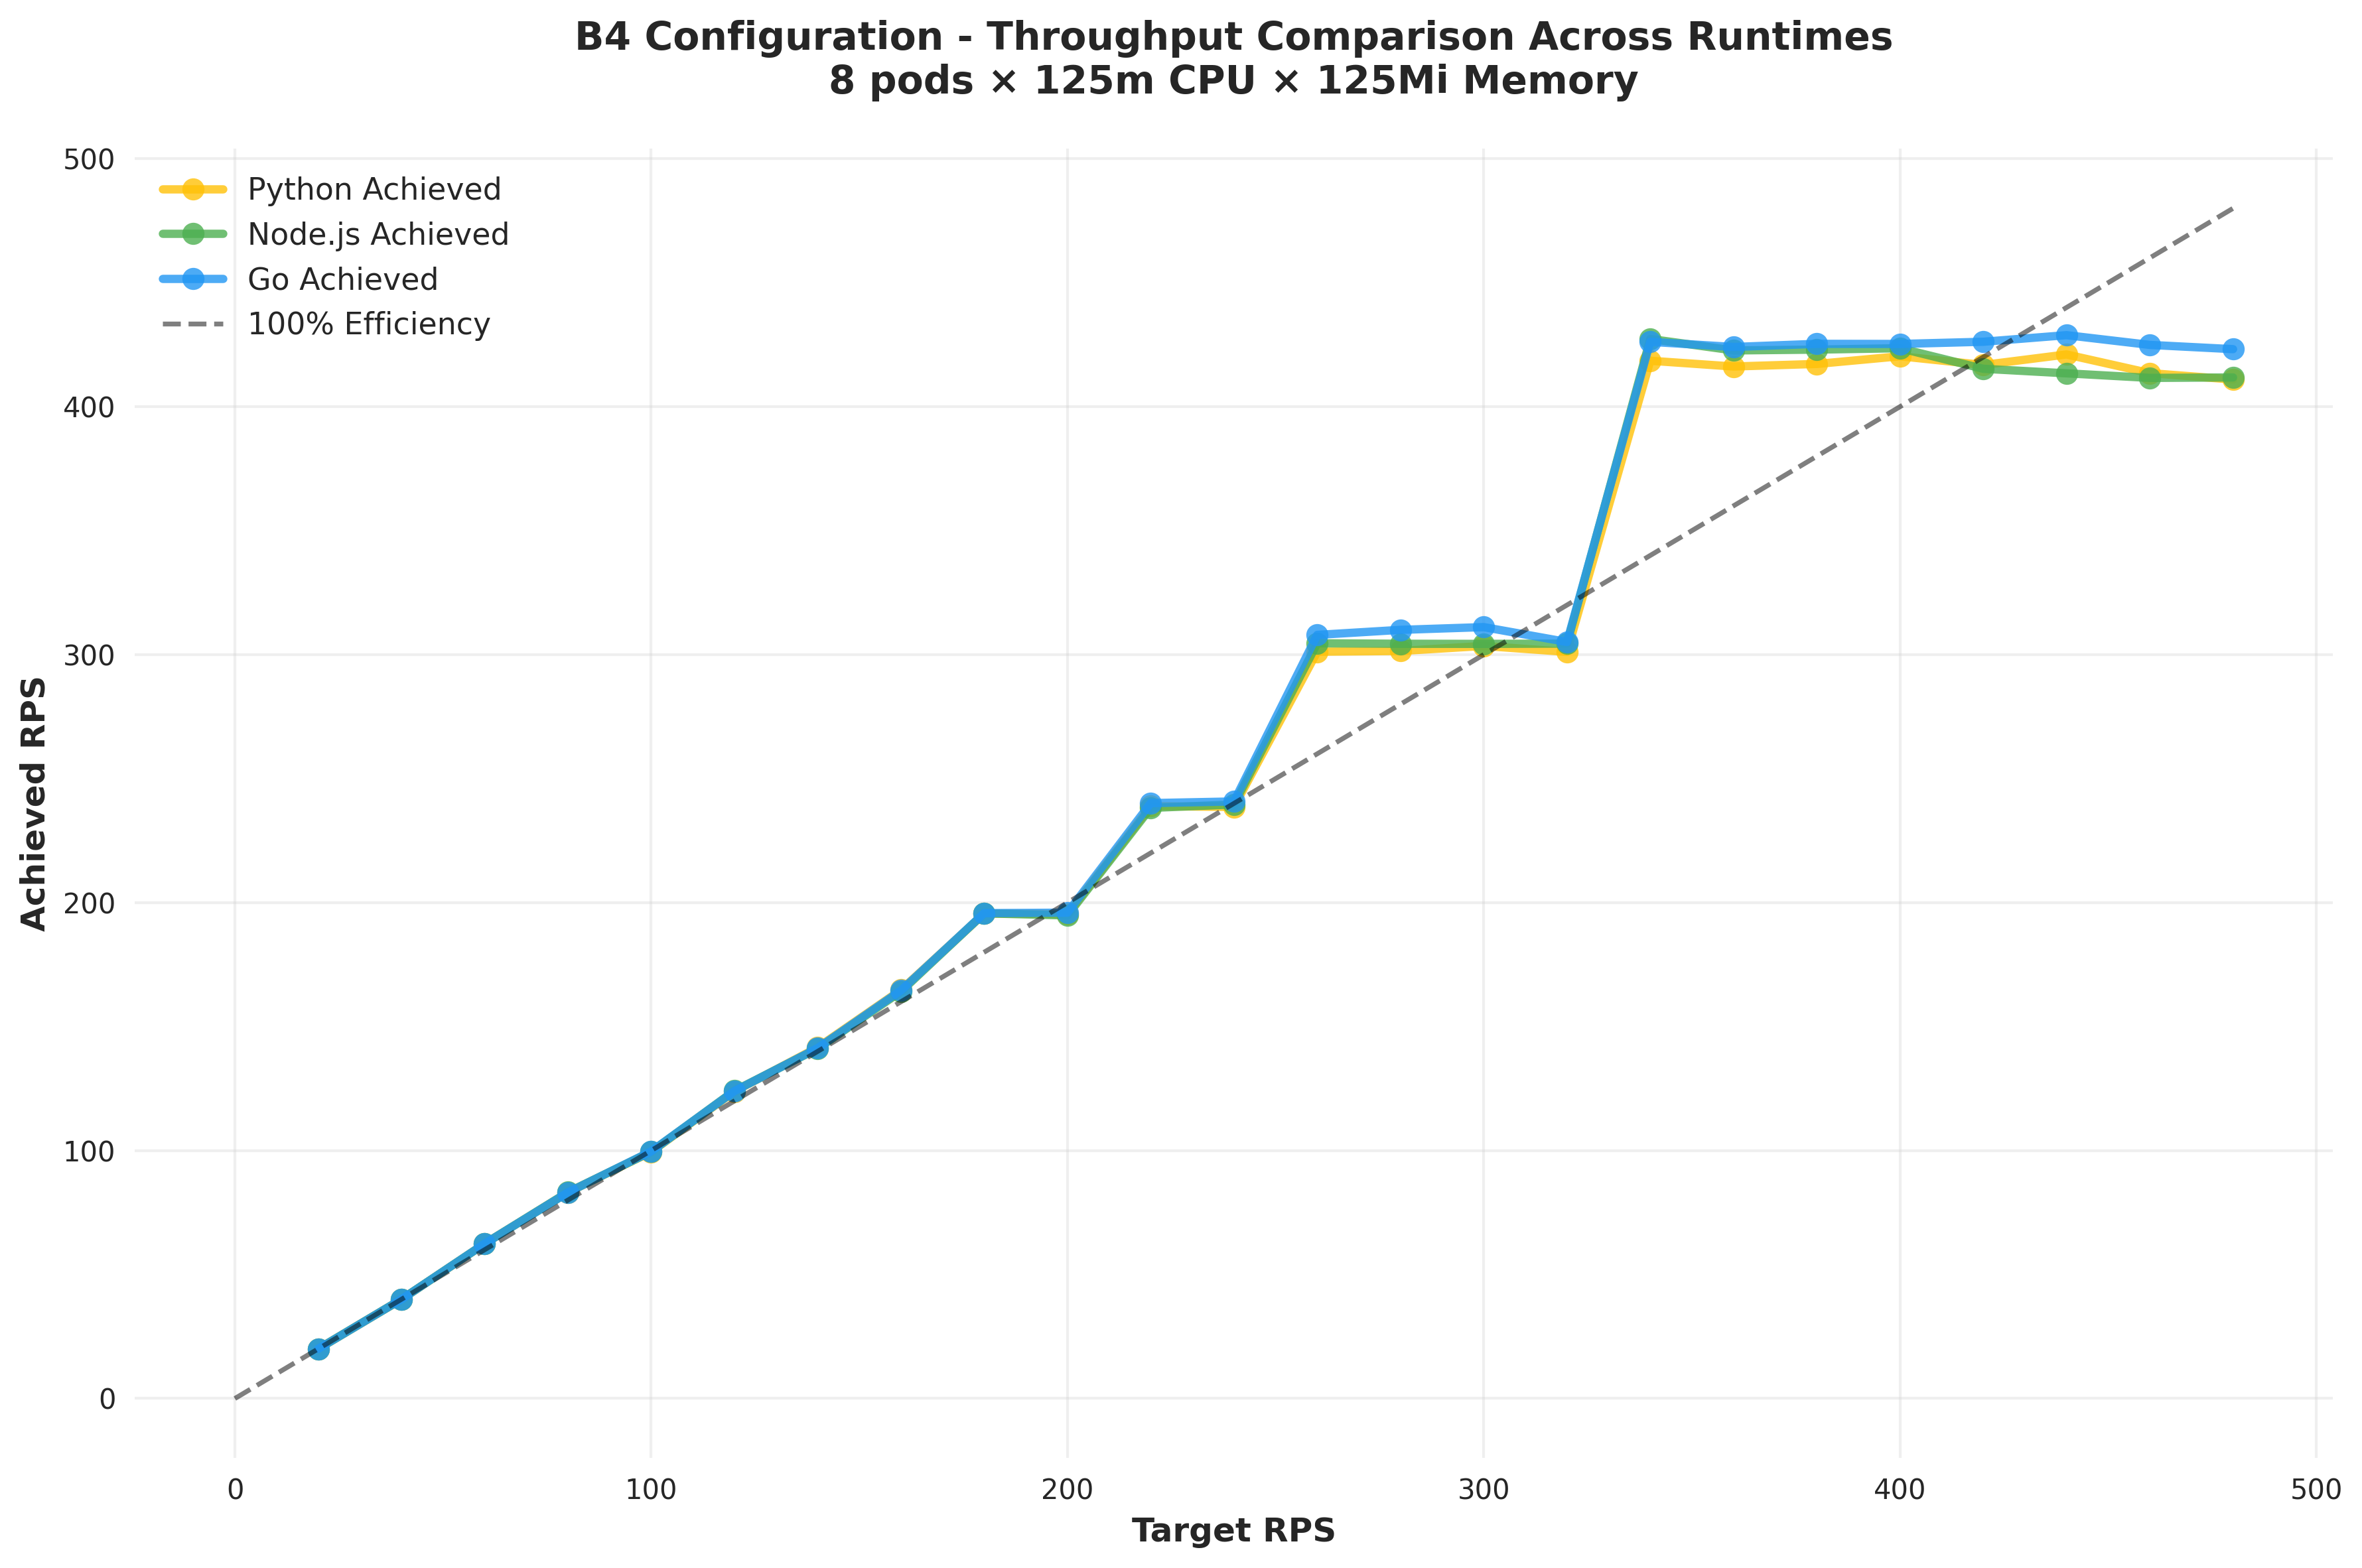 B4 Configuration - Throughput Comparison Across Runtimes
8 pods × 125m CPU × 125Mi Memory
Python Achieved
Node.js Achieved
Go Achieved
100% Efficiency
500
400
300
200
100
0
Achieved RPS
0
100
200
300
400
500
Target RPS